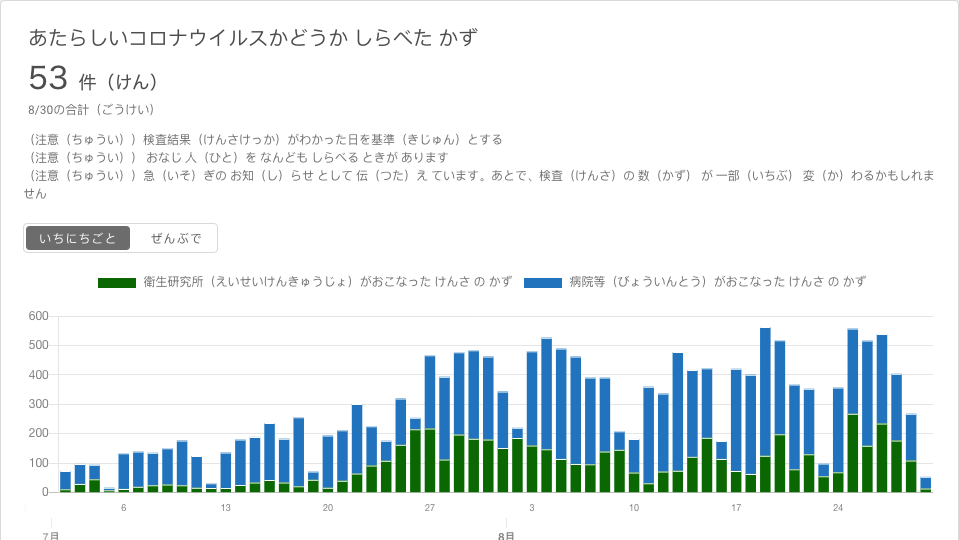 あたらしいコロナウイルスかどうか しらべた かず
53 件（けん）
8/30の合計（ごうけい）
（注意（ちゅうい））検査結果（けんさけっか）がわかった日を基準（きじゅん）とする
（注意（ちゅうい）） おなじ 人（ひと）を なんども しらべる ときが あります
（注意（ちゅうい））急（いそ）ぎの お知（し）らせ として 伝（つた）え ています。あとで、検査（けんさ）の 数（かず） が 一部（いちぶ） 変（か）わるかもしれま
せん
いちにちごと ぜんぶで
衛生研究所（えいせいけんきゅうじょ）がおこなった けんさ の かず 病院等（びょういんとう）がおこなった けんさ の かず
600
500
400
300
200
100
0
6 13 20 27 3 10 17 24
7月 8月